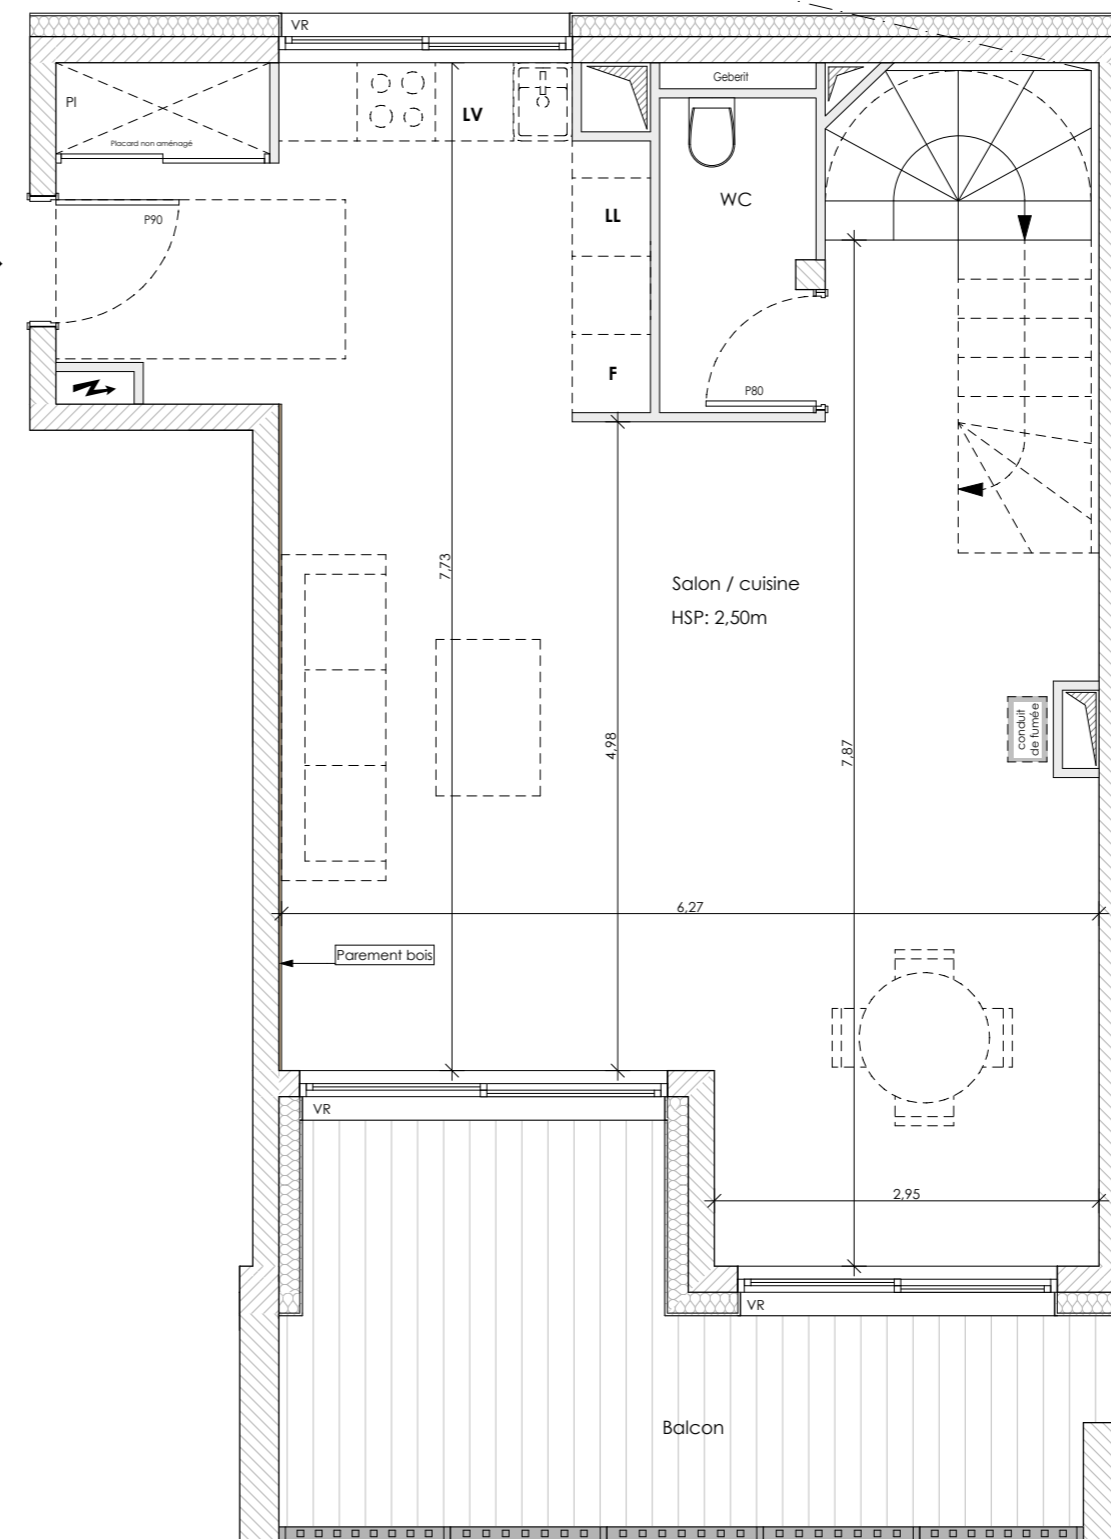 VR
Geberit
Pl
LV
Placard non aménagé
WC
LL
P90
F
P80
7,73
Salon / cuisine
HSP: 2,50m
4,98
7,87
conduit
de fumée
6,27
Parement bois
VR
2,95
VR
Balcon